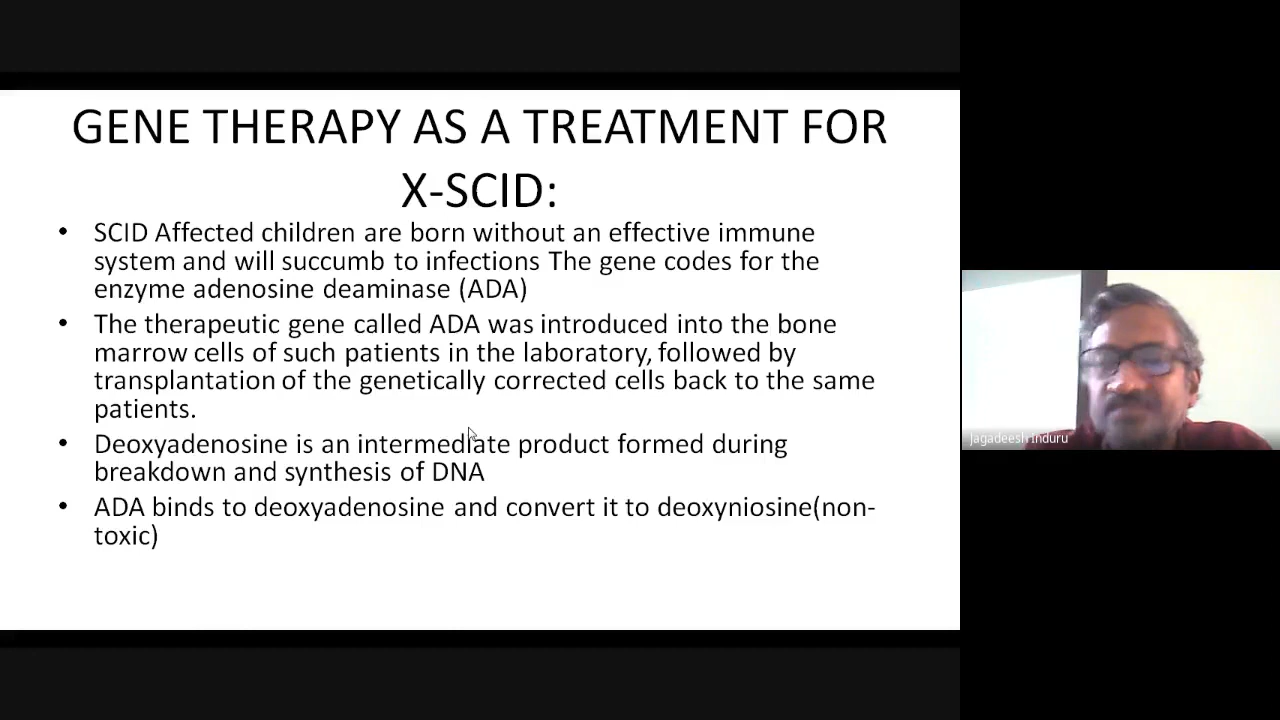 GENE THERAPY AS A TREATMENT FOR
X-SCID:
• SCID Affected children are born without an effective immune
system and will succumb to infections The gene codes for the
enzyme adenosine deaminase (ADA)
• The therapeutic gene called ADA was introduced into the bone
marrow cells of such patients in the laboratory, followed by
transplantation of the genetically corrected cells back to the same
patients.
• Deoxyadenosine is an intermediate product formed during
breakdown and synthesis of DNA
• ADA binds to deoxyadenosine and convert it to deoxyniosine(non-
toxic)
Jagadeesh Induru